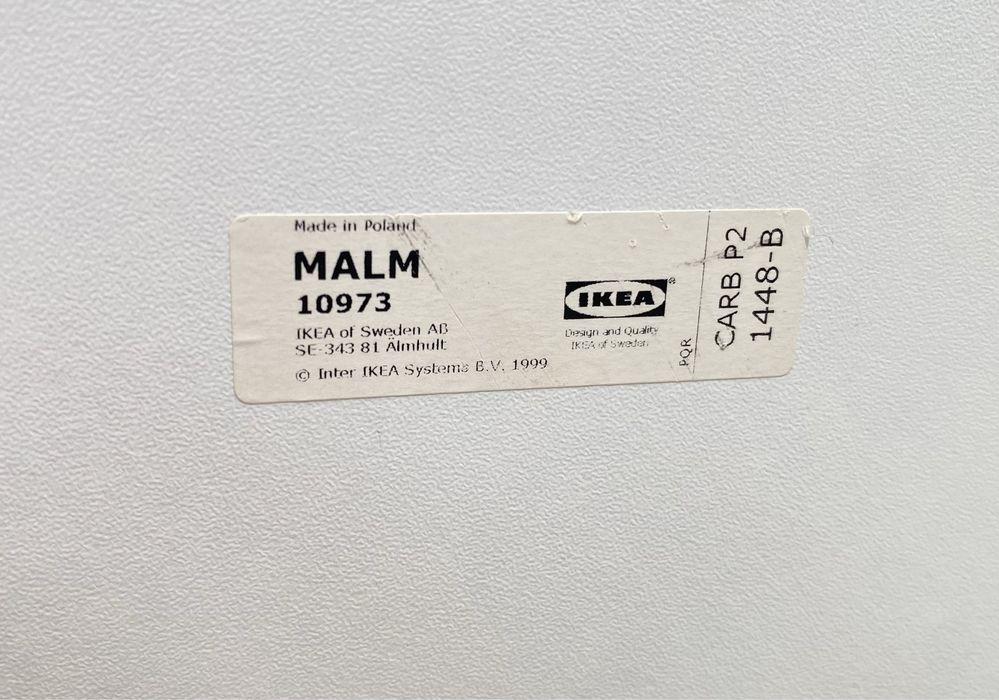 Made in Poland
MALM
10973
IKEA of Sweden AB
SE-343 81 Älmhult
© Inter IKEA Systems B.V. 1999
IKEA®
Design and Quality
IKEA of Sweden
PQR
CARB P2
1448-B